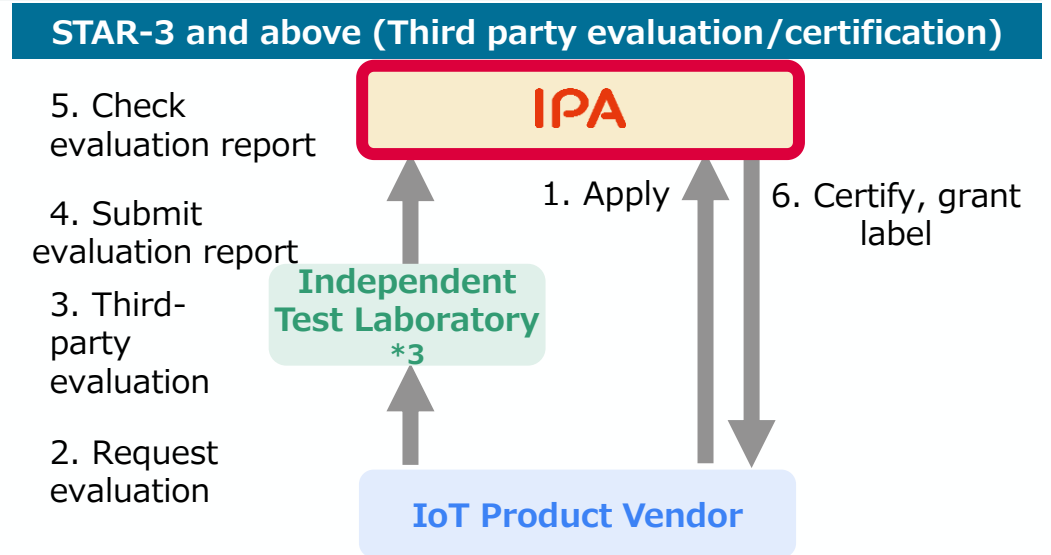 STAR-3 and above (Third party evaluation/certification)
IPA
5. Check
evaluation report
1. Apply
6. Certify, grant
label
4. Submit
evaluation report
Independent
Test Laboratory
*3
3. Third-
party
evaluation
2. Request
evaluation
IoT Product Vendor